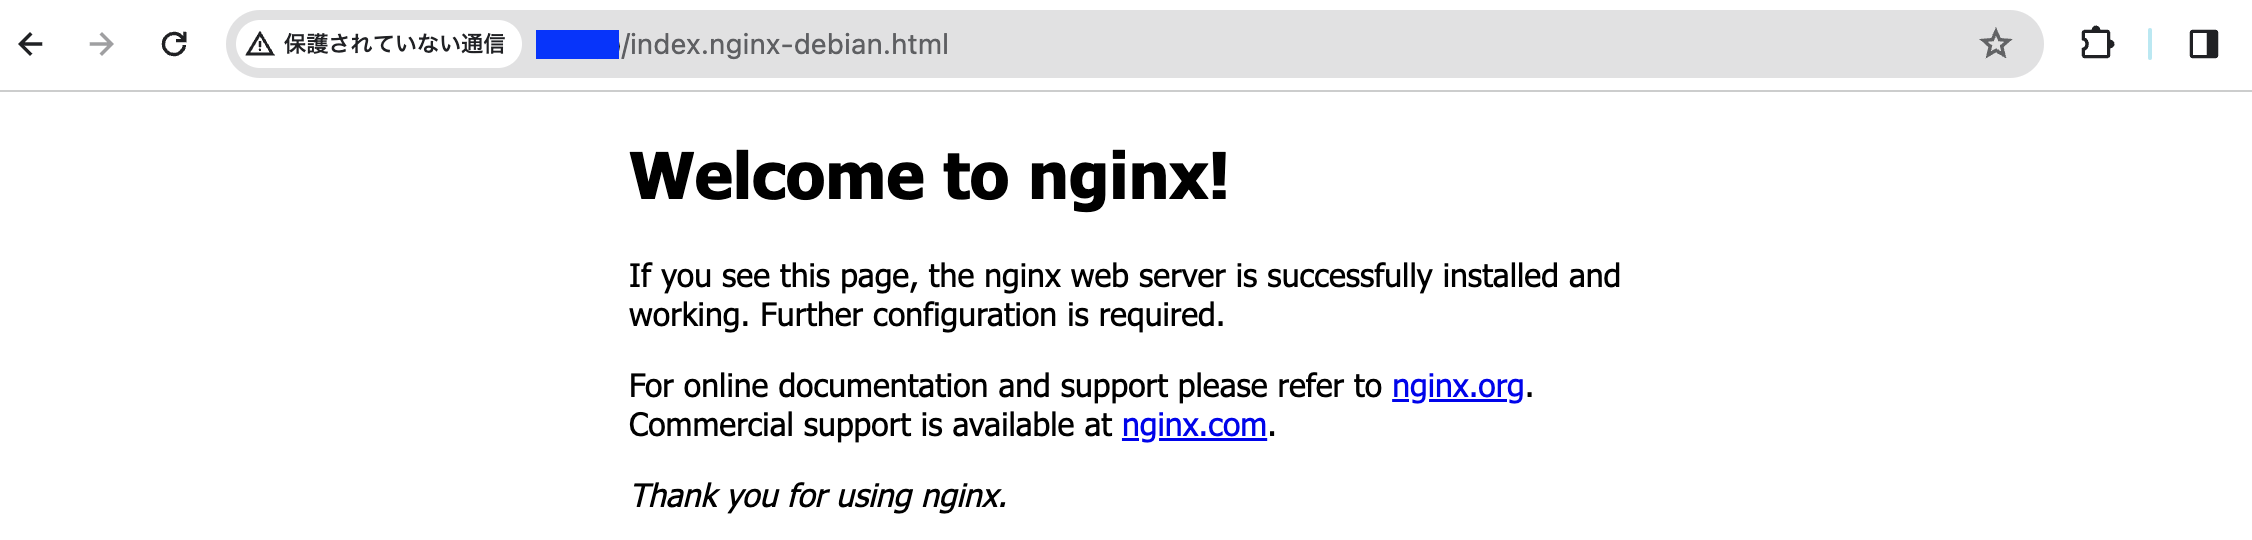 保護されていない通信 /index.nginx-debian.html
Welcome to nginx!
If you see this page, the nginx web server is successfully installed and
working. Further configuration is required.
For online documentation and support please refer to nginx.org.
Commercial support is available at nginx.com.
Thank you for using nginx.